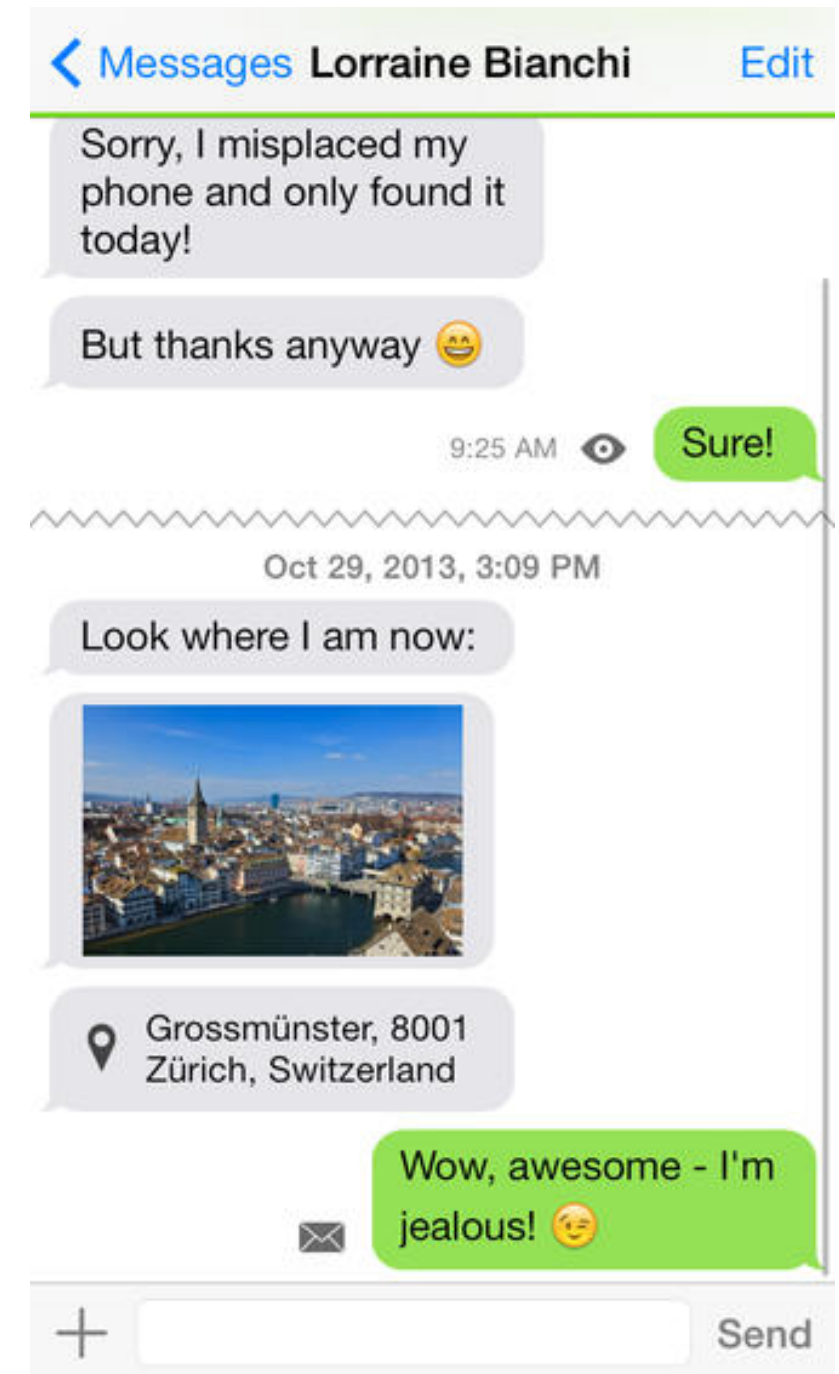 Messages Lorraine Bianchi Edit
Sorry, I misplaced my
phone and only found it
today!
But thanks anyway 😄
9:25 AM Sure!
Oct 29, 2013, 3:09 PM
Look where I am now:
Grossmünster, 8001
Zürich, Switzerland
Wow, awesome - I'm
jealous! 😉
Send